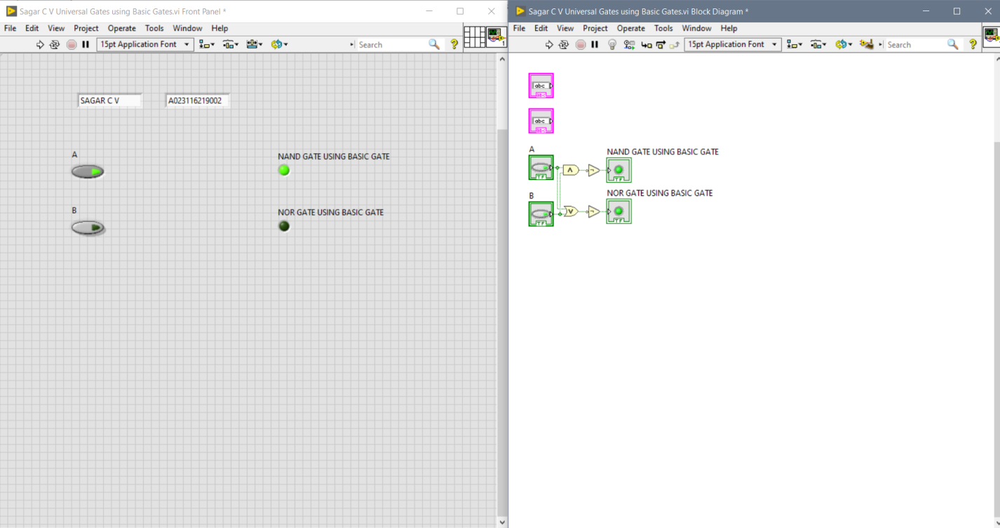 Sagar C V Universal Gates using Basic Gates.vi Front Panel *
File Edit View Project Operate Tools Window Help
15pt Application Font
Search
?
1
SAGAR C V
A023116219002
A
NAND GATE USING BASIC GATE
B
NOR GATE USING BASIC GATE
Sagar C V Universal Gates using Basic Gates.vi Block Diagram *
File Edit View Project Operate Tools Window Help
15pt Application Font
Search
?
abc
abc
abc
abc
A
NAND GATE USING BASIC GATE
TF
TF
B
NOR GATE USING BASIC GATE
TF
TF